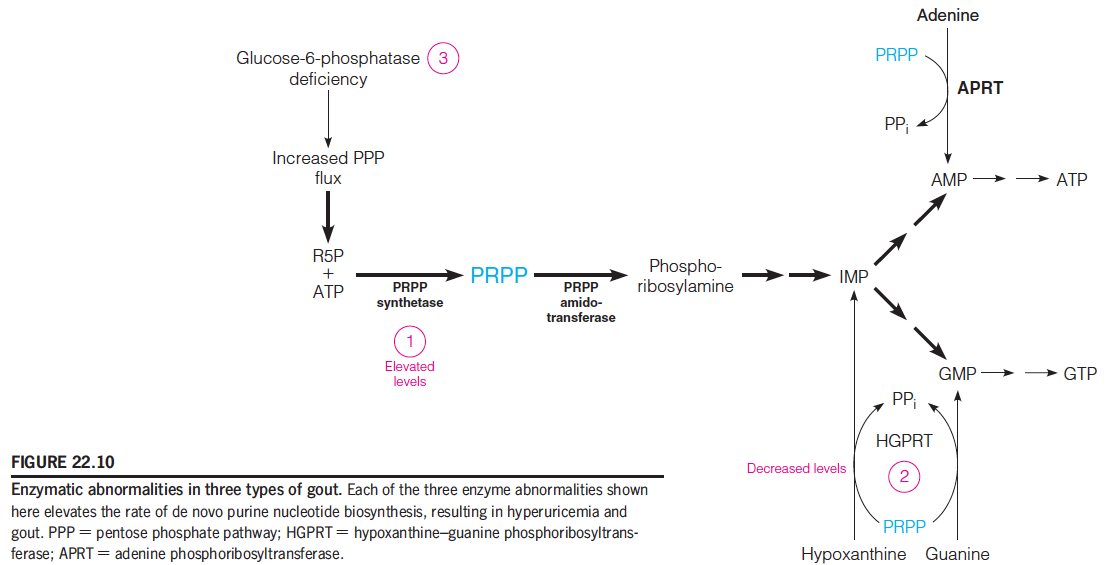 Adenine
PRPP
APRT
PPi
Glucose-6-phosphatase 3
deficiency
Increased PPP
flux
AMP
ATP
R5P
+
ATP
PRPP
synthetase
PRPP
PRPP
amido-
transferase
Phospho-
ribosylamine
IMP
1
Elevated
levels
GMP
GTP
PPi
HGPRT
Decreased levels
2
PRPP
Hypoxanthine
Guanine
FIGURE 22.10
Enzymatic abnormalities in three types of gout. Each of the three enzyme abnormalities shown
here elevates the rate of de novo purine nucleotide biosynthesis, resulting in hyperuricemia and
gout. PPP = pentose phosphate pathway; HGPRT = hypoxanthine–guanine phosphoribosyltrans-
ferase; APRT = adenine phosphoribosyltransferase.